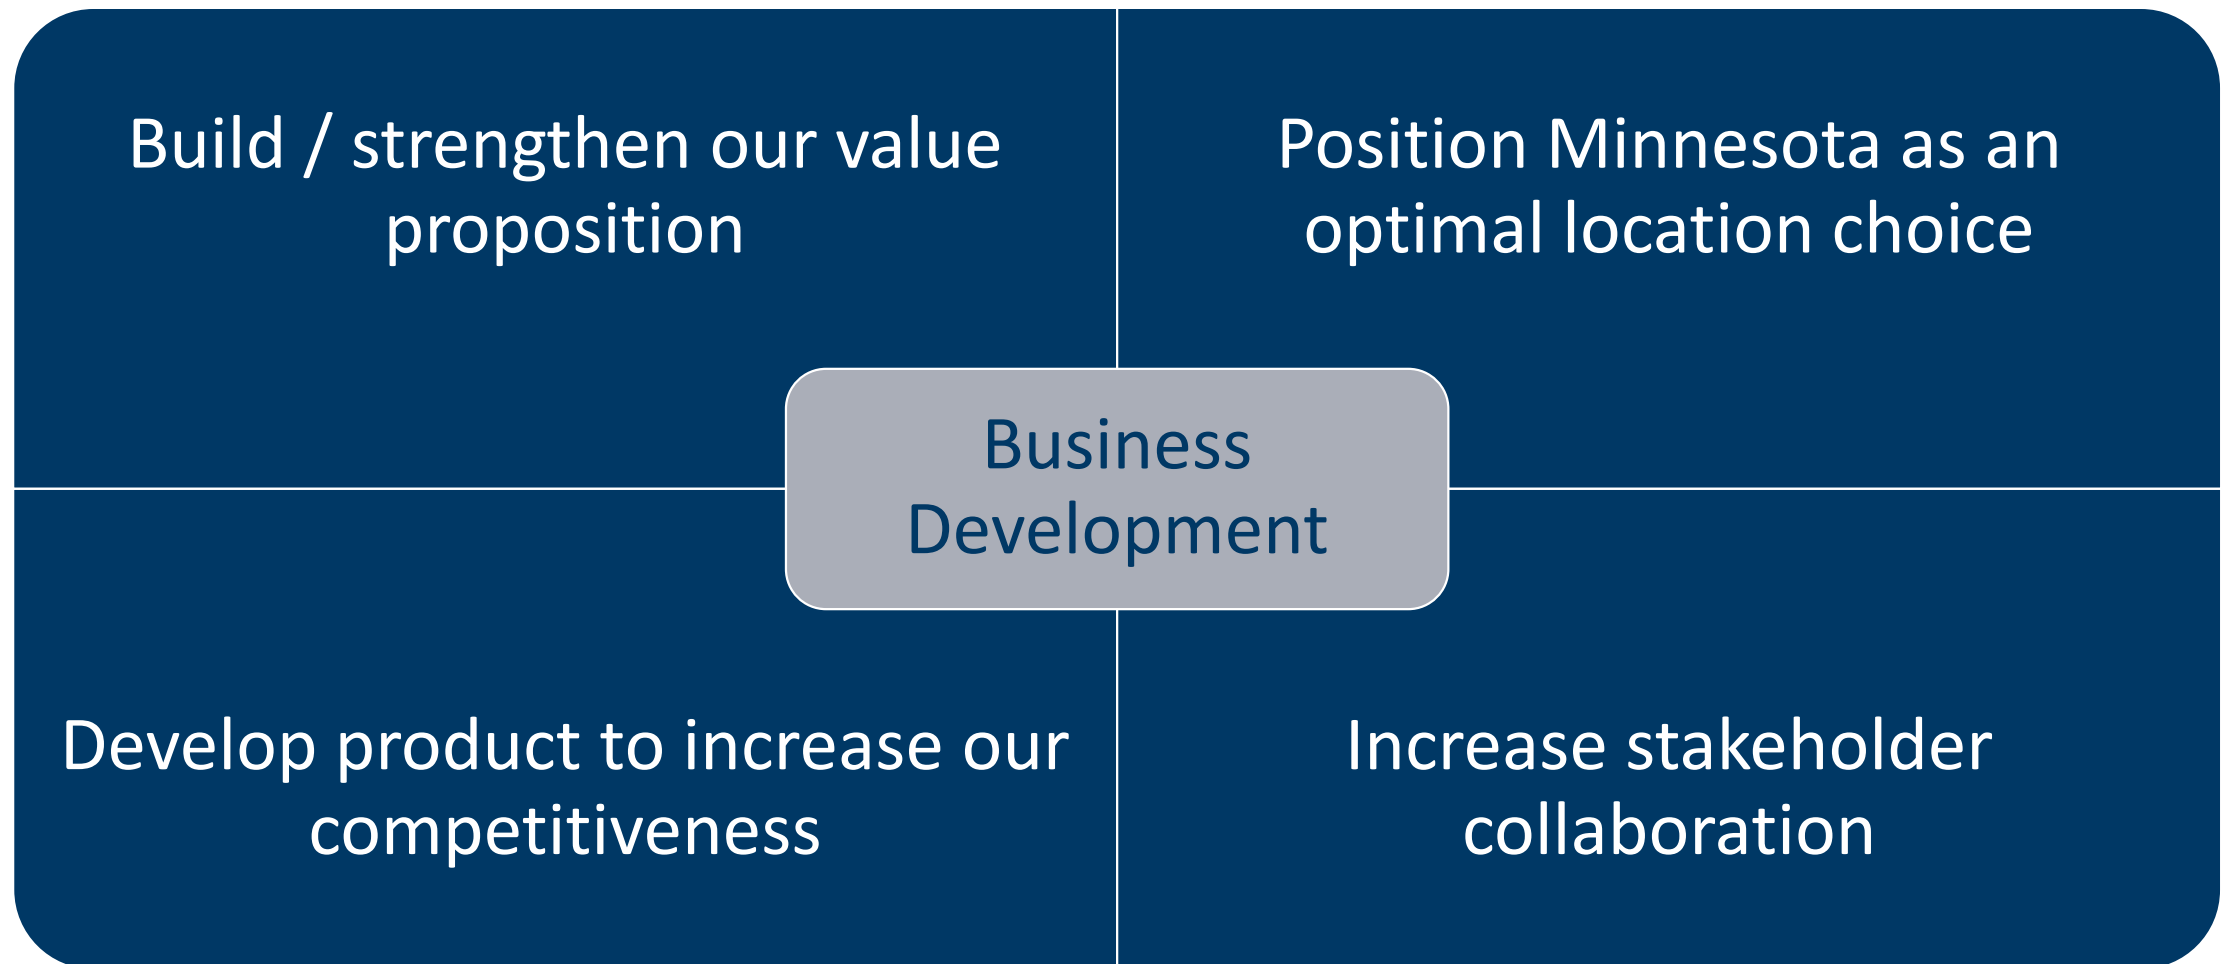 Build / strengthen our value
proposition
Position Minnesota as an
optimal location choice
Business
Development
Develop product to increase our
competitiveness
Increase stakeholder
collaboration